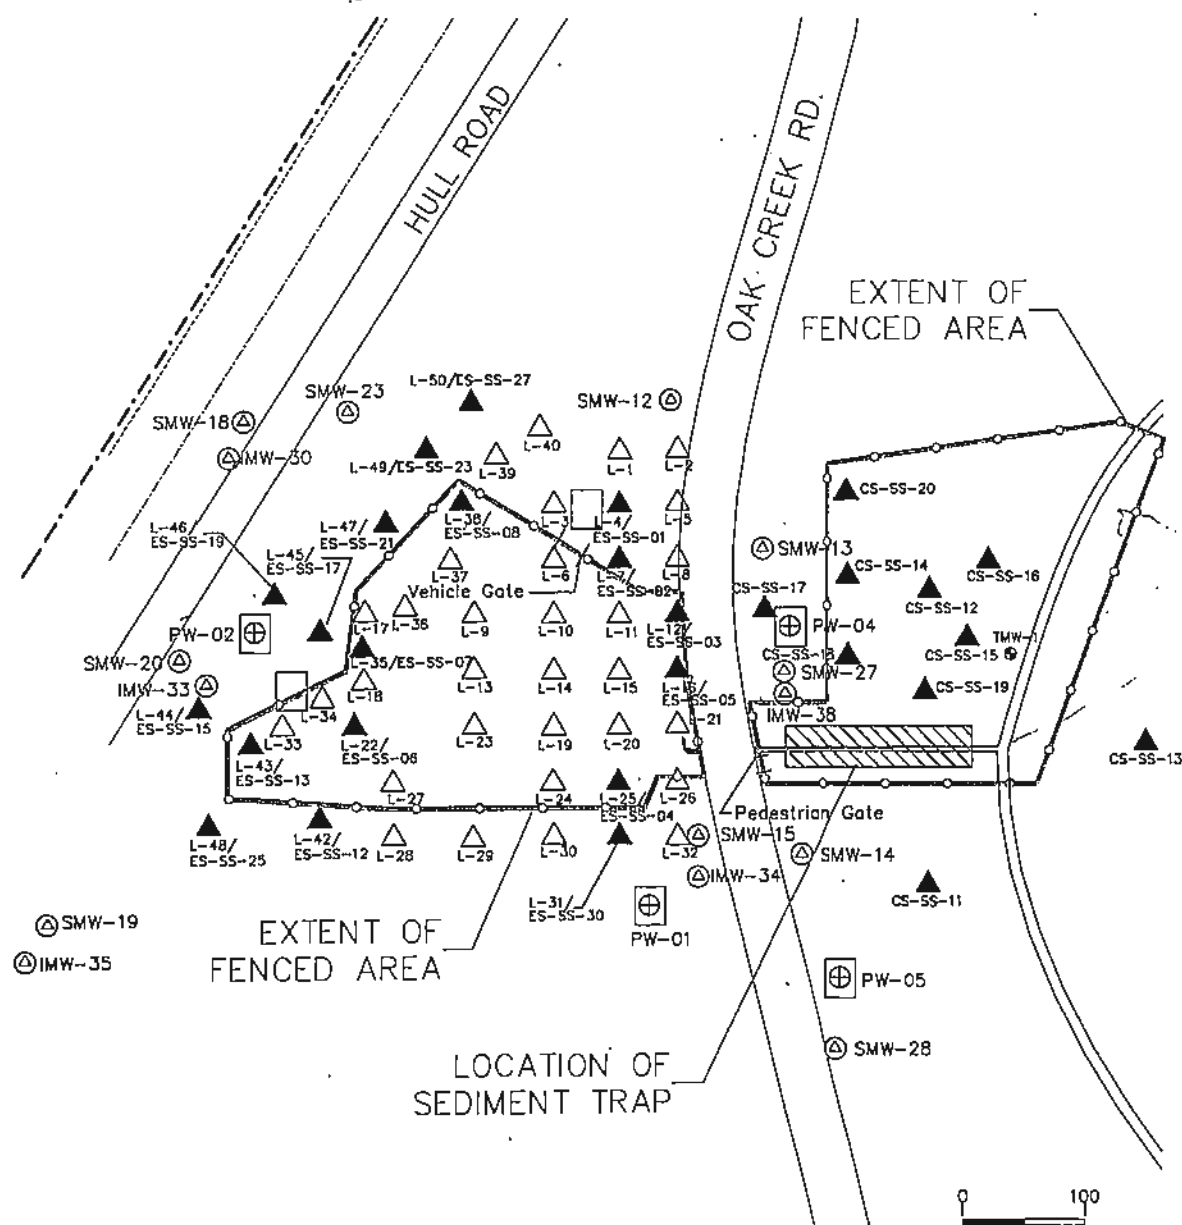 HULL ROAD
OAK CREEK RD.
EXTENT OF
FENCED AREA
L-50/ES-SS-27
SMW-23
SMW-12
SMW-18
IMW-30
L-40
L-49/ES-SS-23
L-39
L-1
L-2
CS-SS-20
L-46
ES-SS-19
L-47/
ES-SS-21
L-38/
ES-SS-08
L-3
L-4/
ES-SS-01
L-5
SMW-13
L-45/
ES-SS-17
L-37
Vehicle Gate
L-6
L-7/
ES-SS-02
L-8
CS-SS-14
CS-SS-16
CS-SS-17
CS-SS-12
PW-02
L-17
L-36
L-9
L-10
L-11
L-12/
ES-SS-03
PW-04
TMW-1
CS-SS-15
CS-SS-18
SMW-20
L-35/ES-SS-07
SMW-27
IMW-33
L-18
L-13
L-14
L-15
L-16/
ES-SS-05
CS-SS-19
L-34
IMW-38
L-44/
ES-SS-15
L-33
L-22/
ES-SS-06
L-23
L-19
L-20
L-21
L-43/
ES-SS-13
CS-SS-13
L-27
L-24
L-25
ES-SS-04
L-26
Pedestrian Gate
L-48/
ES-SS-25
L-42/
ES-SS-12
L-28
L-29
L-30
L-32
SMW-15
SMW-14
IMW-34
L-31/
ES-SS-30
CS-SS-11
PW-01
SMW-19
IMW-35
EXTENT OF
FENCED AREA
PW-05
SMW-28
LOCATION OF
SEDIMENT TRAP
0 100